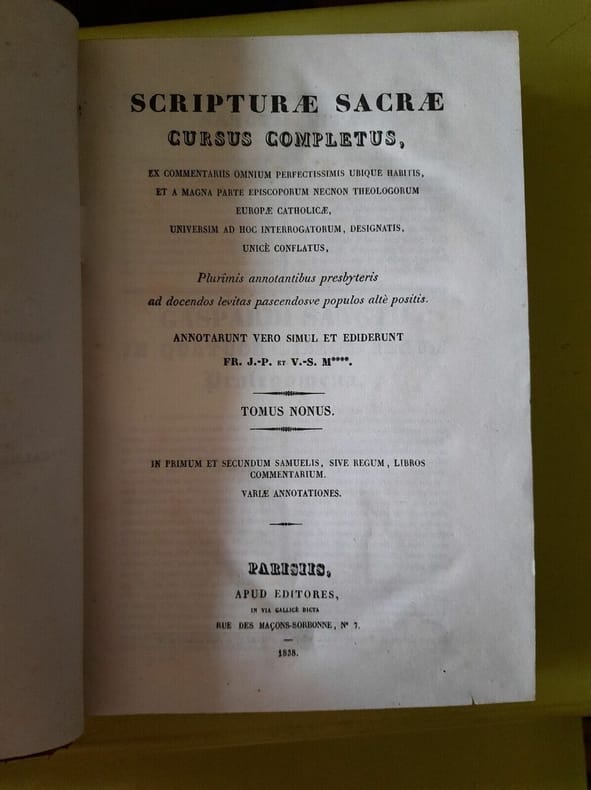 SCRIPTURÆ SACRÆ
CURSUS COMPLETUS,
EX COMMENTARIIS OMNIUM PERFECTISSIMIS UBIQUE HABITIS,
ET A MAGNA PARTE EPISCOPORUM NECNON THEOLOGORUM
EUROPÆ CATHOLICÆ,
UNIVERSIM AD HOC INTERROGATORUM, DESIGNATIS,
UNICÈ CONFLATUS,
Plurimis annotantibus presbyteris
ad docendos levitas pascendosve populos altè positis.
ANNOTARUNT VERO SIMUL ET EDIDERUNT
FR. J.-P. ET V.-S. M****.
TOMUS NONUS.
IN PRIMUM ET SECUNDUM SAMUELIS, SIVE REGUM, LIBROS
COMMENTARIUM.
VARIÆ ANNOTATIONES.
PARISIIS,
APUD EDITORES,
IN VIA GALLICÈ DICTA
RUE DES MAÇONS-SORBONNE, Nº 7.
1838.